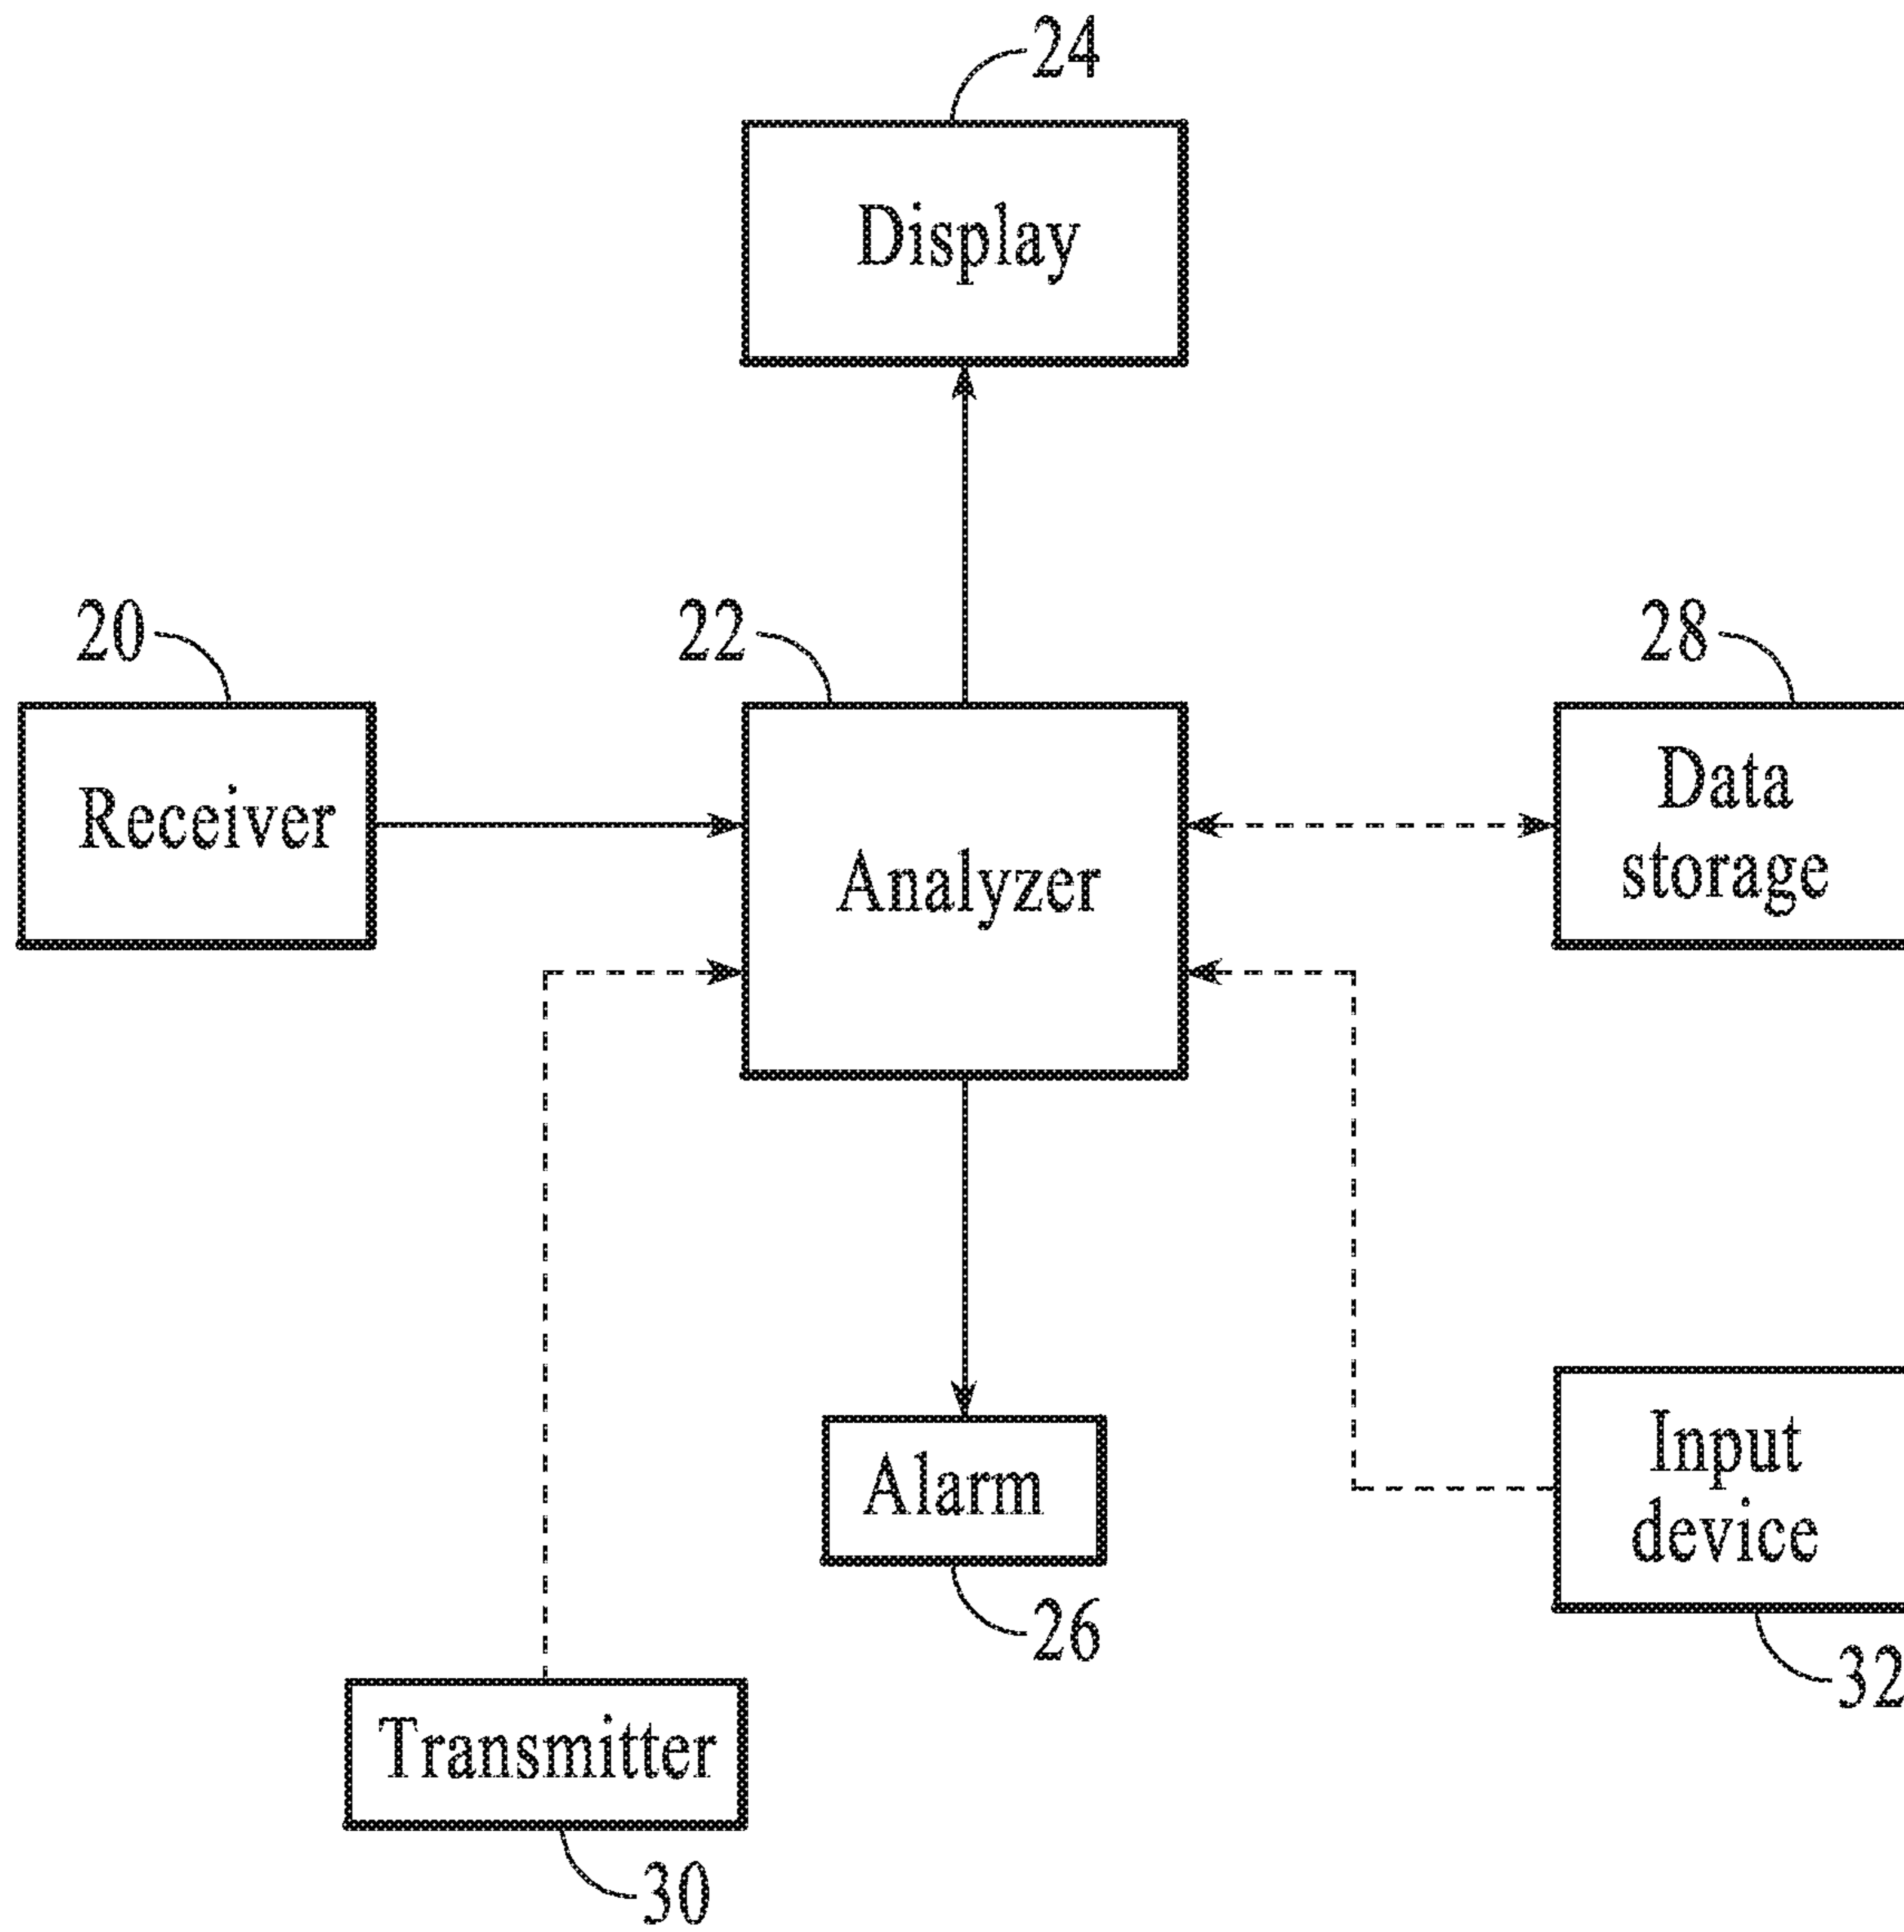 24
Display
20
22
28
Receiver
Analyzer
Data
storage
Alarm
26
Input
device
32
Transmitter
30